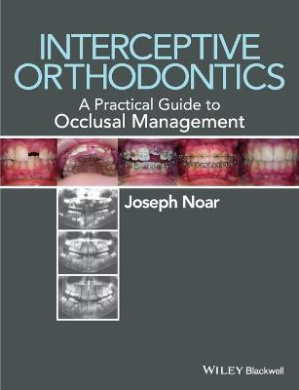 INTERCEPTIVE
ORTHODONTICS
A Practical Guide to
Occlusal Management
Joseph Noar
WILEY Blackwell